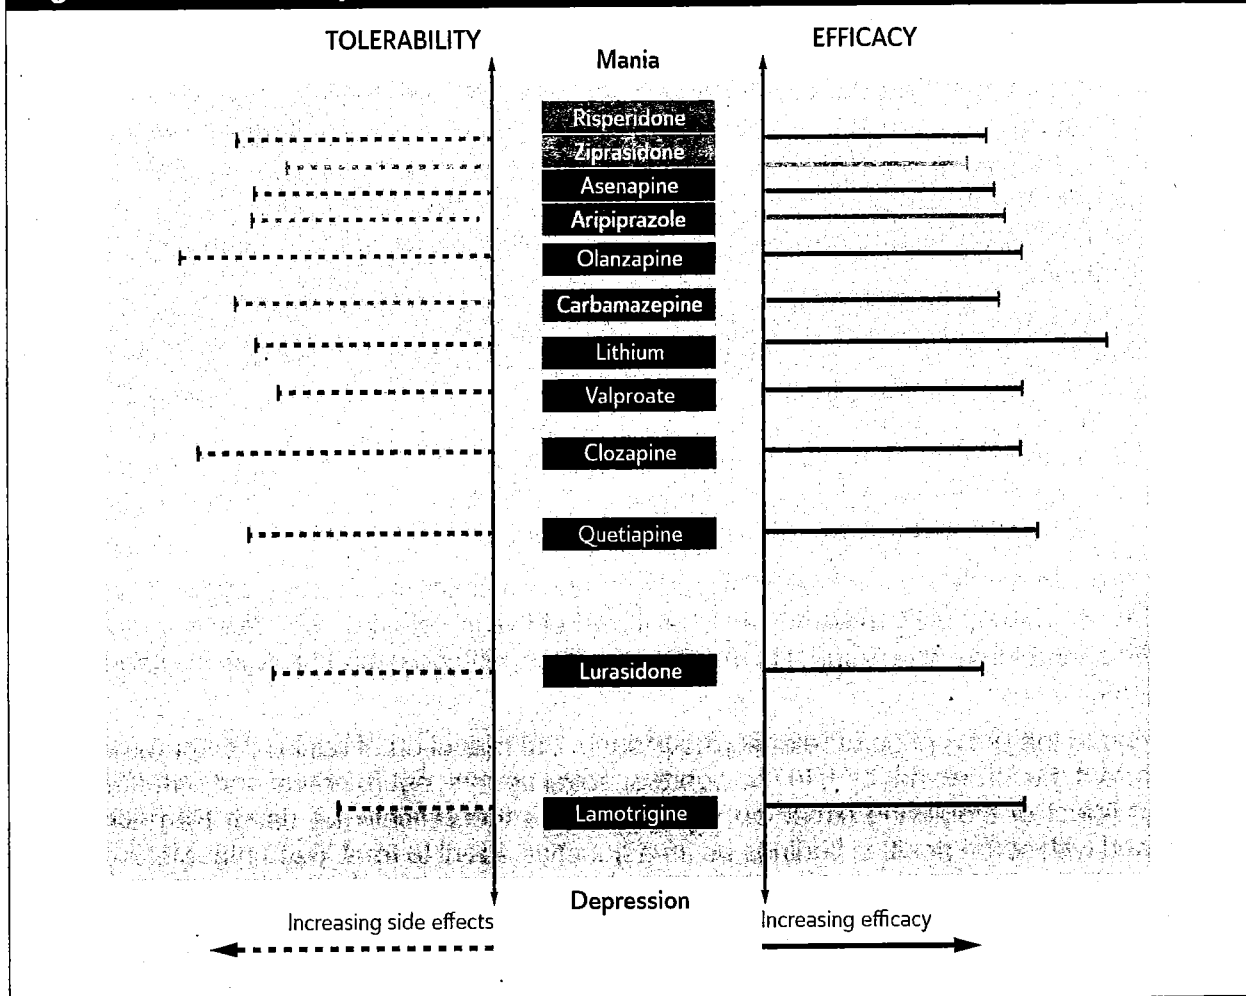 TOLERABILITY
EFFICACY
Mania
Risperidone
Ziprasidone
Asenapine
Aripiprazole
Olanzapine
Carbamazepine
Lithium
Valproate
Clozapine
Quetiapine
Lurasidone
Lamotrigine
Depression
Increasing side effects
Increasing efficacy